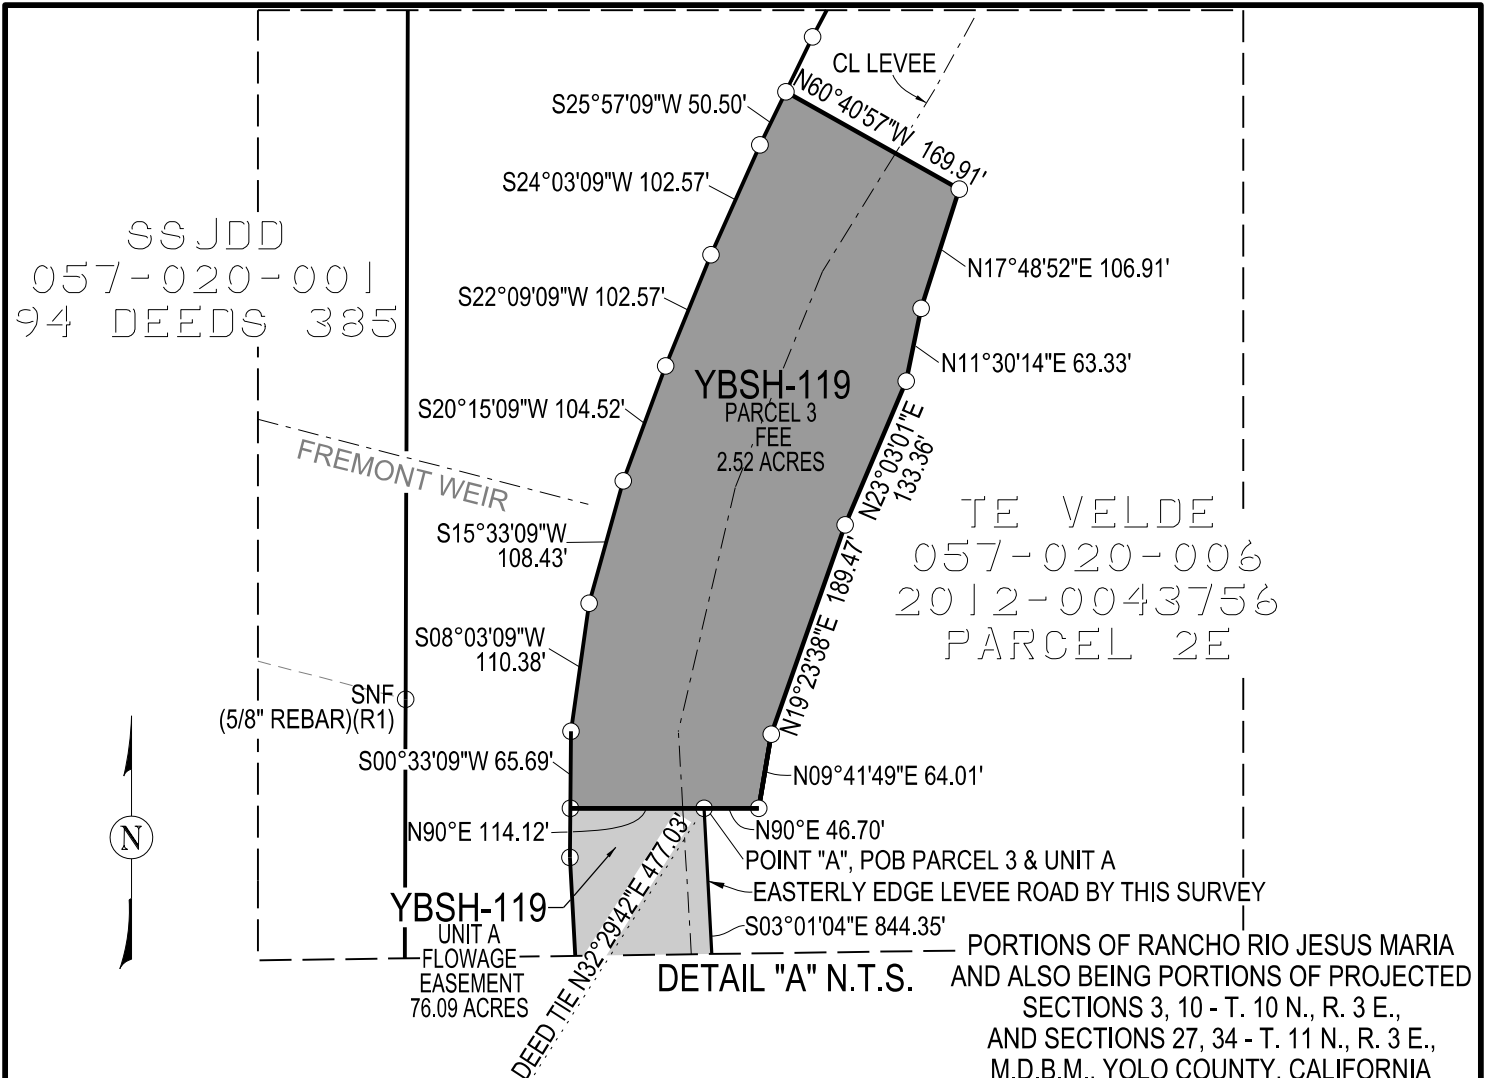 CL LEVEE
N60°40'57"W 169.91'
S25°57'09"W 50.50'
S24°03'09"W 102.57'
SSJDD
057-020-001
94 DEEDS 385
N17°48'52"E 106.91'
S22°09'09"W 102.57'
N11°30'14"E 63.33'
YBSH-119
PARCEL 3
FEE
2.52 ACRES
S20°15'09"W 104.52'
N23°03'01"E
133.36'
FREMONT WEIR
TE VELDE
057-020-006
2012-0043756
PARCEL 2E
S15°33'09"W
108.43'
N19°23'38"E 189.47'
S08°03'09"W
110.38'
SNF
(5/8" REBAR)(R1)
S00°33'09"W 65.69'
N09°41'49"E 64.01'
N
N90°E 114.12'
N90°E 46.70'
POINT "A", POB PARCEL 3 & UNIT A
EASTERLY EDGE LEVEE ROAD BY THIS SURVEY
S03°01'04"E 844.35'
YBSH-119
UNIT A
FLOWAGE
EASEMENT
76.09 ACRES
DEED TIE N32°29'42"E 477.03'
DETAIL "A" N.T.S.
PORTIONS OF RANCHO RIO JESUS MARIA
AND ALSO BEING PORTIONS OF PROJECTED
SECTIONS 3, 10 - T. 10 N., R. 3 E.,
AND SECTIONS 27, 34 - T. 11 N., R. 3 E.,
M.D.B.M., YOLO COUNTY, CALIFORNIA